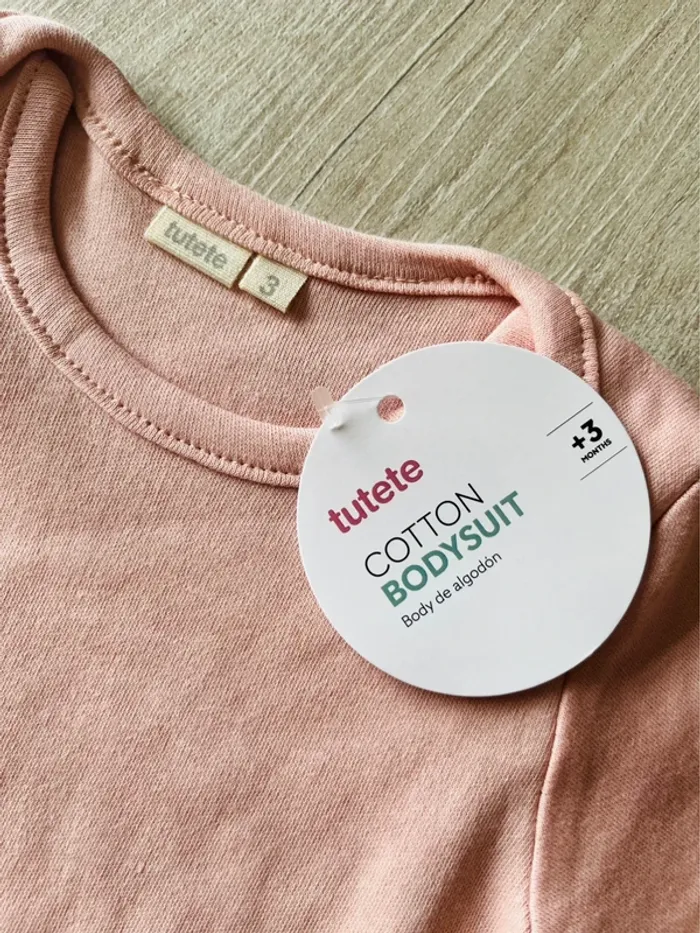 tutete
3
+3
MONTHS
tutete
COTTON
BODYSUIT
Body de algodón